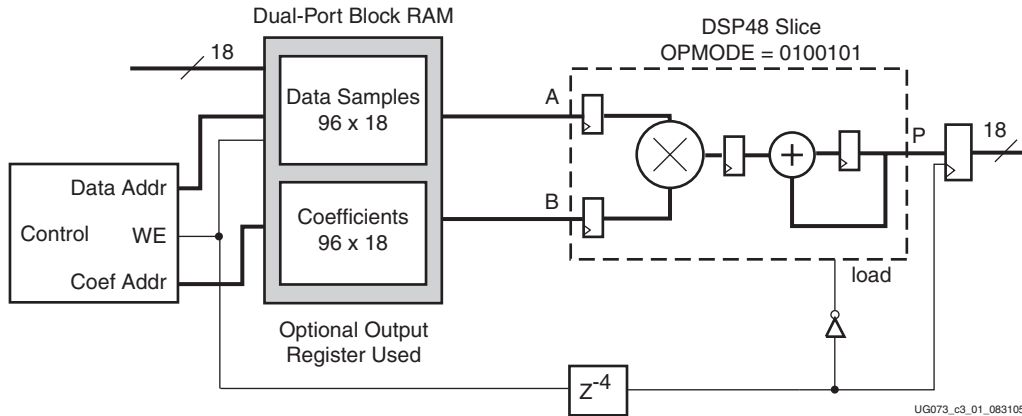 Dual-Port Block RAM
DSP48 Slice
OPMODE = 0100101
18
Data Samples
96 x 18
A
P
18
Data Addr
Control
WE
Coef Addr
Coefficients
96 x 18
B
load
Optional Output
Register Used
Z-4
UG073_c3_01_083105